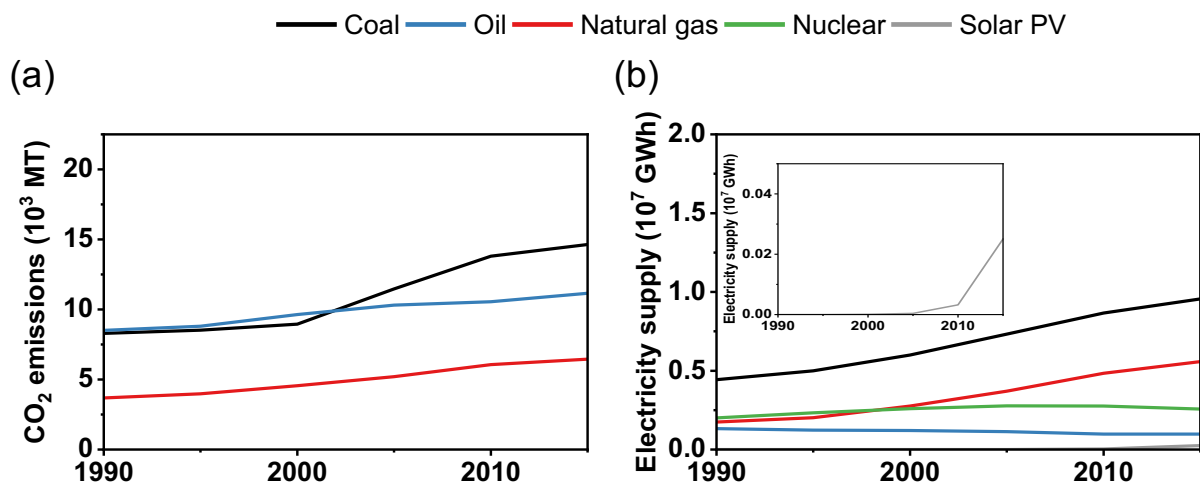 Coal Oil Natural gas Nuclear Solar PV
(a)
CO2 emissions (10³ MT)
20
15
10
5
0
1990 2000 2010
(b)
Electricity supply (10⁷ GWh)
2.0
1.5
1.0
0.5
0.0
1990 2000 2010
Electricity supply (10⁷ GWh)
0.04
0.02
0.00
1990 2000 2010